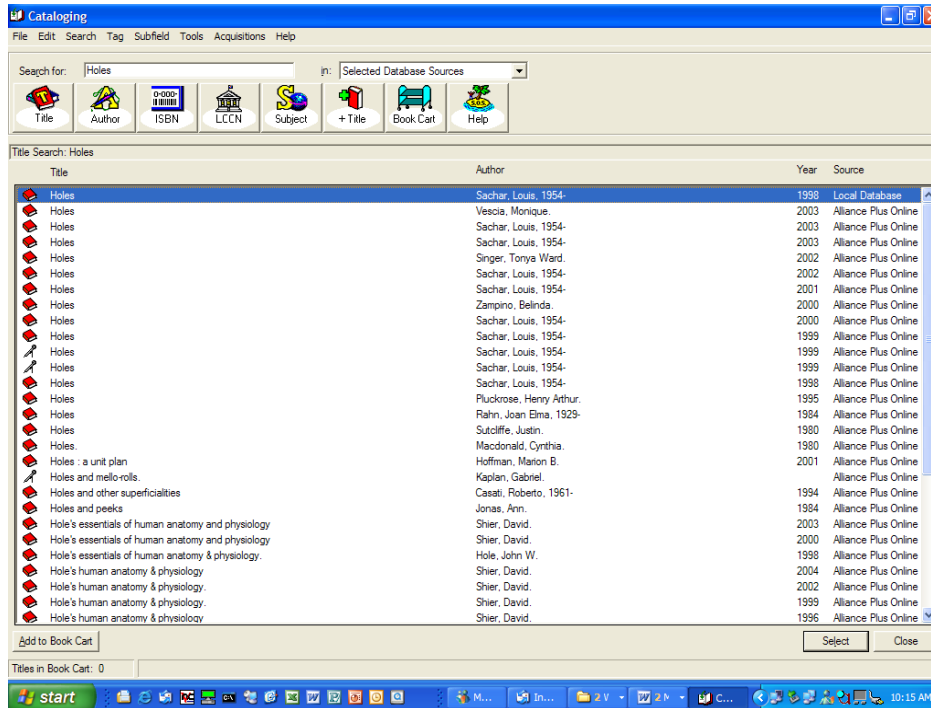 Cataloging
File Edit Search Tag Subfield Tools Acquisitions Help
Search for: Holes in: Selected Database Sources
Title Author 0-000- ISBN LCCN Subject + Title Book Cart S.O.S. Help
Title Search: Holes
Title Author Year Source
Holes Sachar, Louis, 1954- 1998 Local Database
Holes Vescia, Monique. 2003 Alliance Plus Online
Holes Sachar, Louis, 1954- 2003 Alliance Plus Online
Holes Sachar, Louis, 1954- 2003 Alliance Plus Online
Holes Singer, Tonya Ward. 2002 Alliance Plus Online
Holes Sachar, Louis, 1954- 2002 Alliance Plus Online
Holes Sachar, Louis, 1954- 2001 Alliance Plus Online
Holes Zampino, Belinda. 2000 Alliance Plus Online
Holes Sachar, Louis, 1954- 2000 Alliance Plus Online
Holes Sachar, Louis, 1954- 1999 Alliance Plus Online
Holes Sachar, Louis, 1954- 1999 Alliance Plus Online
Holes Sachar, Louis, 1954- 1999 Alliance Plus Online
Holes Sachar, Louis, 1954- 1998 Alliance Plus Online
Holes Pluckrose, Henry Arthur. 1995 Alliance Plus Online
Holes Rahn, Joan Elma, 1929- 1984 Alliance Plus Online
Holes Sutcliffe, Justin. 1980 Alliance Plus Online
Holes. Macdonald, Cynthia. 1980 Alliance Plus Online
Holes : a unit plan Hoffman, Marion B. 2001 Alliance Plus Online
Holes and mello-rolls. Kaplan, Gabriel. Alliance Plus Online
Holes and other superficialities Casati, Roberto, 1961- 1994 Alliance Plus Online
Holes and peeks Jonas, Ann. 1984 Alliance Plus Online
Hole's essentials of human anatomy and physiology Shier, David. 2003 Alliance Plus Online
Hole's essentials of human anatomy and physiology Shier, David. 2000 Alliance Plus Online
Hole's essentials of human anatomy & physiology. Hole, John W. 1998 Alliance Plus Online
Hole's human anatomy & physiology Shier, David. 2004 Alliance Plus Online
Hole's human anatomy & physiology. Shier, David. 2002 Alliance Plus Online
Hole's human anatomy & physiology. Shier, David. 1999 Alliance Plus Online
Hole's human anatomy & physiology Shier, David. 1996 Alliance Plus Online
Add to Book Cart Select Close
Titles in Book Cart: 0
start M... In... 2 V 2 M C... 10:15 AM